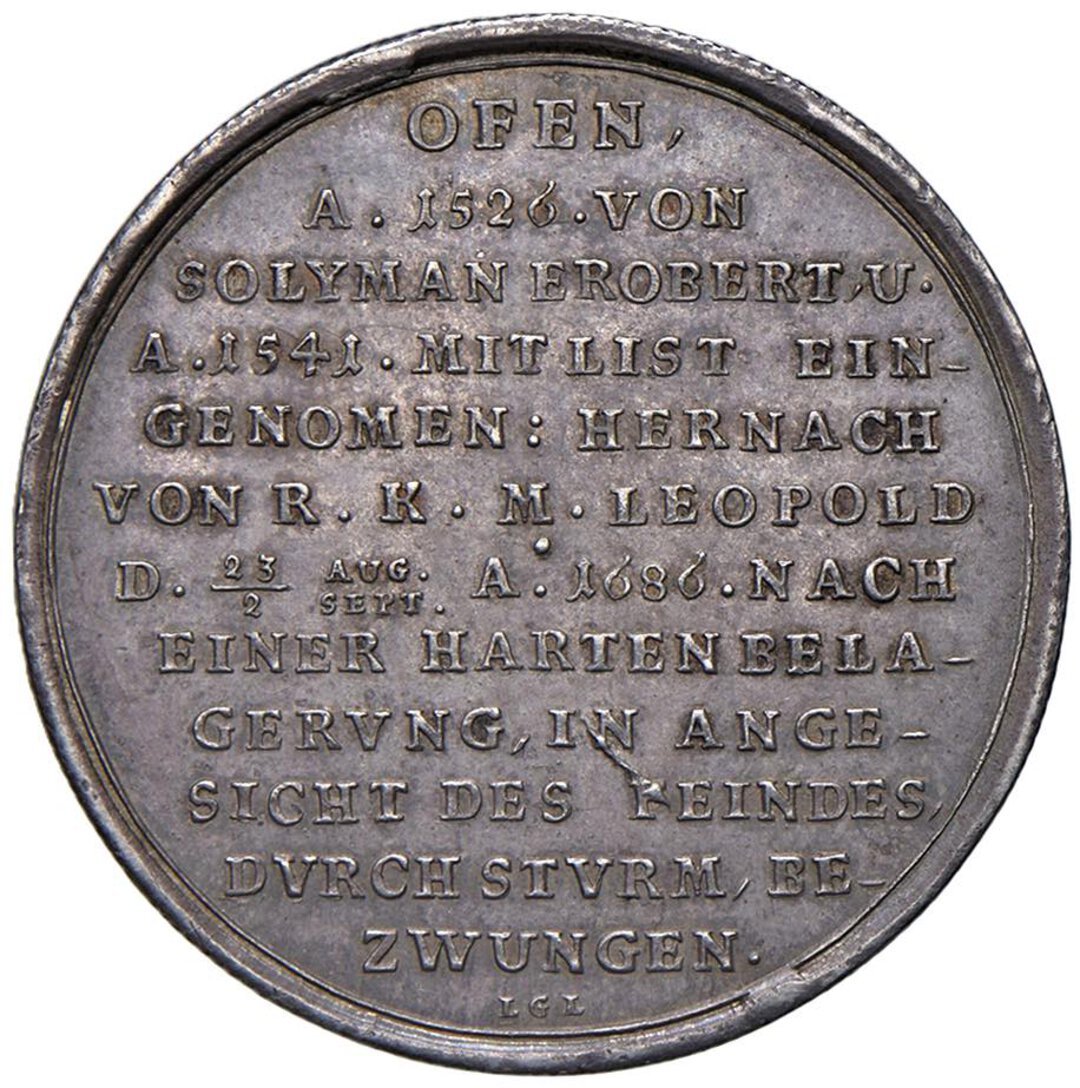 OFEN,
A. 1526. VON
SOLYMAN EROBERT, U.
A. 1541. MIT LIST EIN-
GENOMEN: HERNACH
VON R. K. M. LEOPOLD
D. 23/2 AUG./SEPT. A. 1686. NACH
EINER HARTEN BELA-
GERVNG, IN ANGE-
SICHT DES FEINDES,
DVRCH STVRM, BE-
ZWUNGEN.
LGL